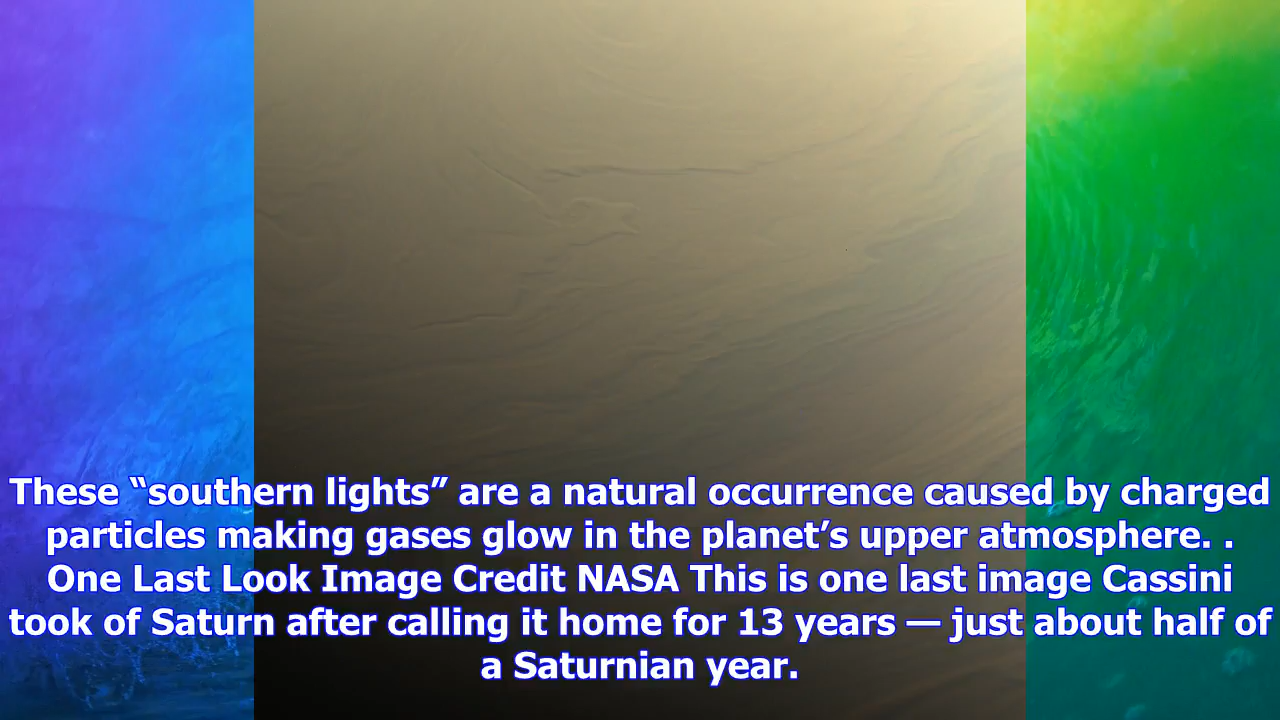 These “southern lights” are a natural occurrence caused by charged
particles making gases glow in the planet’s upper atmosphere. .
One Last Look Image Credit NASA This is one last image Cassini
took of Saturn after calling it home for 13 years — just about half of
a Saturnian year.